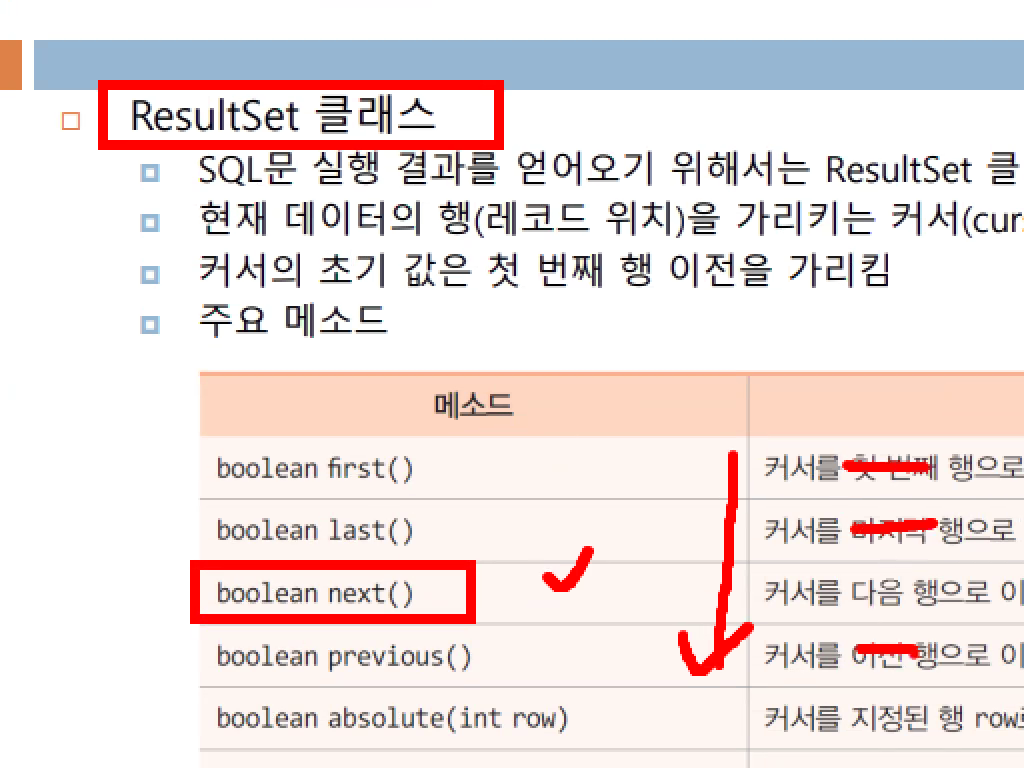 ResultSet 클래스
SQL문 실행 결과를 얻어오기 위해서는 ResultSet 클
현재 데이터의 행(레코드 위치)을 가리키는 커서(cur
커서의 초기 값은 첫 번째 행 이전을 가리킴
주요 메소드
메소드
boolean first()
커서를 첫 번째 행으로
boolean last()
커서를 마지막 행으로
boolean next()
커서를 다음 행으로 이
boolean previous()
커서를 이전 행으로 이
boolean absolute(int row)
커서를 지정된 행 row로